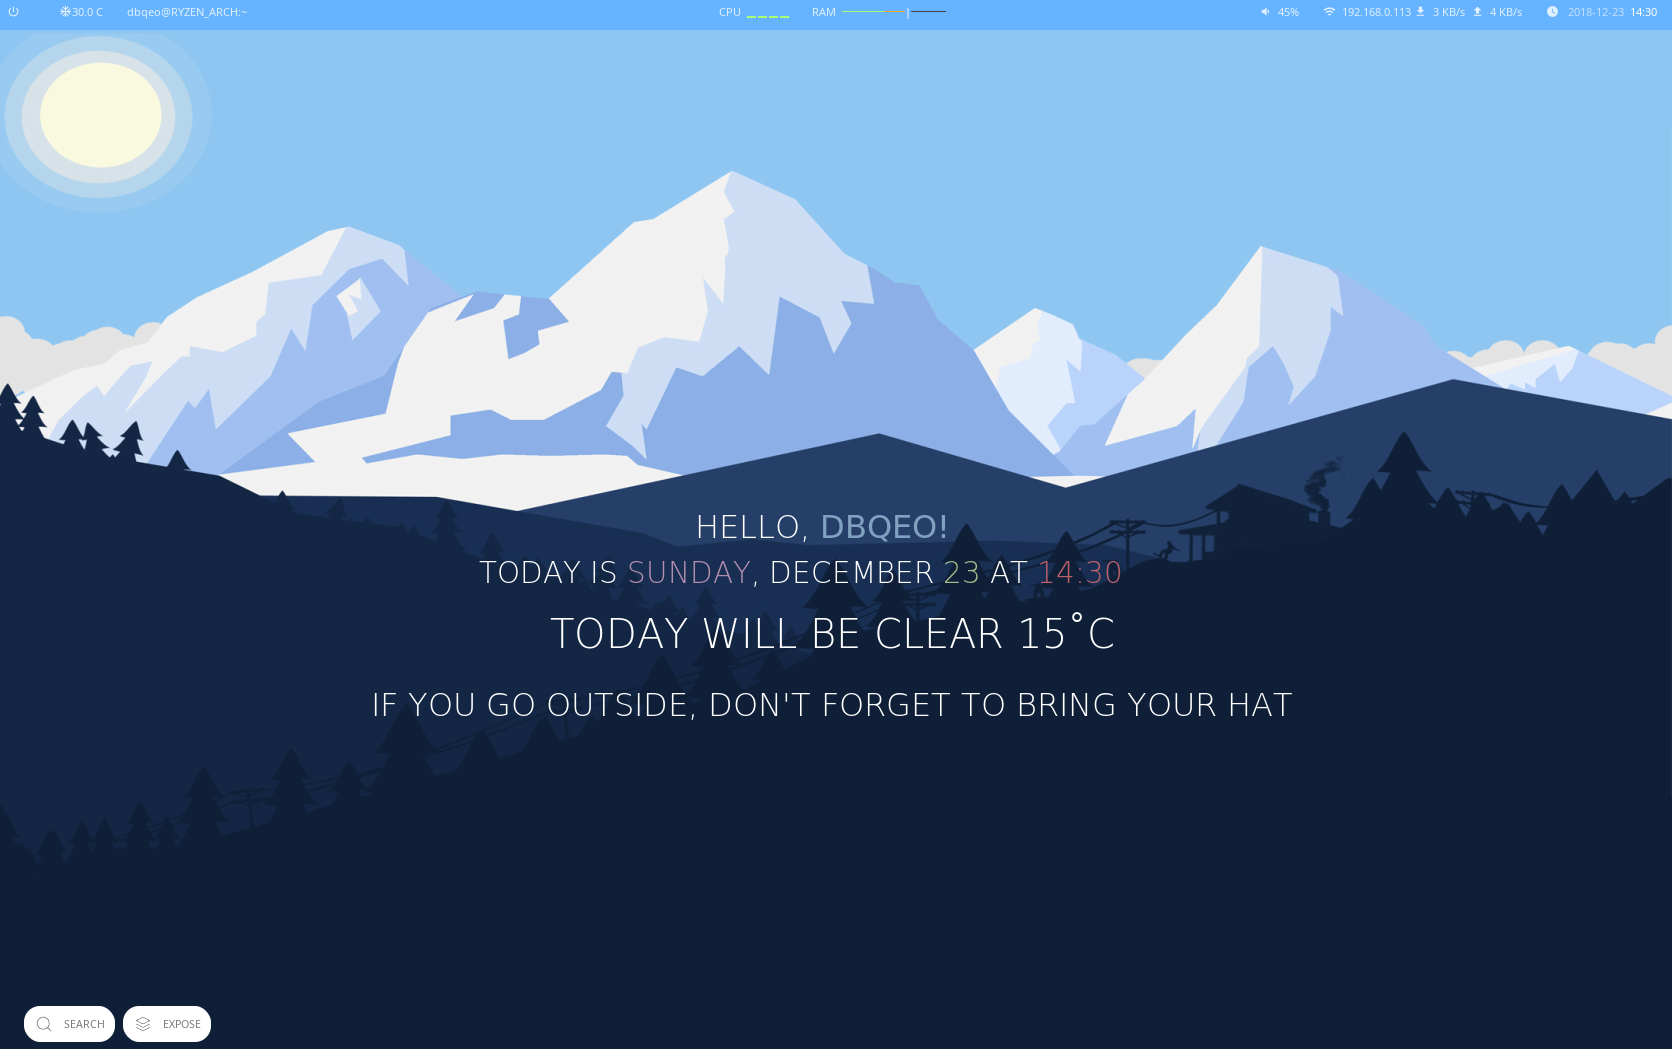 30.0 C dbqeo@RYZEN_ARCH:~ CPU RAM 45% 192.168.0.113 3 KB/s 4 KB/s 2018-12-23 14:30
HELLO, DBQEO!
TODAY IS SUNDAY, DECEMBER 23 AT 14:30
TODAY WILL BE CLEAR 15°C
IF YOU GO OUTSIDE, DON'T FORGET TO BRING YOUR HAT
SEARCH EXPOSE